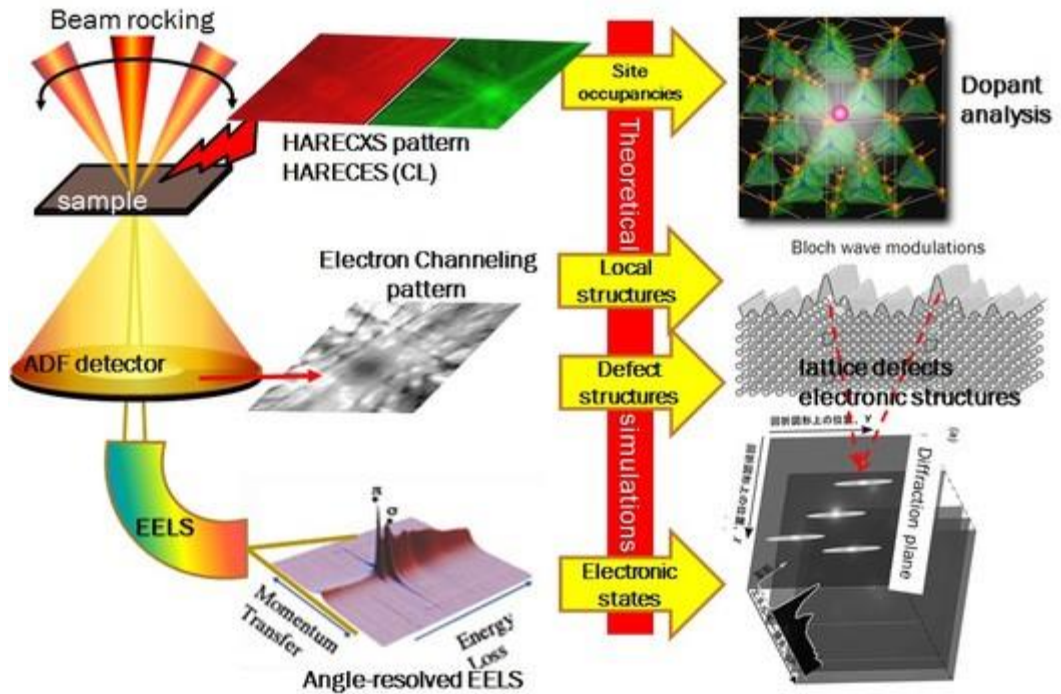 Beam rocking
sample
HARECXS pattern
HARECES (CL)
Site
occupancies
Dopant
analysis
Theoretical
simulations
Bloch wave modulations
Electron Channeling
pattern
Local
structures
ADF detector
Defect
structures
lattice defects
electronic structures
(a)
Diffraction plane
EELS
Momentum
Transfer
Energy
Loss
Angle-resolved EELS
Electronic
states